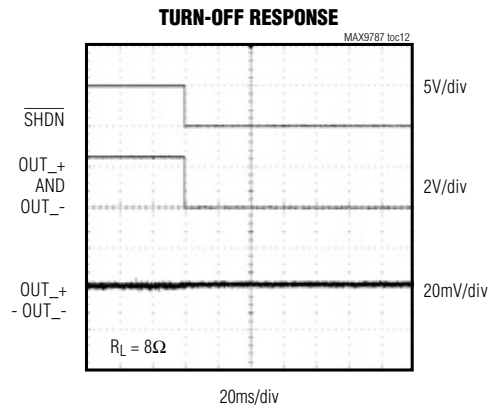 TURN-OFF RESPONSE
MAX9787 toc12
SHDN
5V/div
OUT_+
AND
OUT_-
2V/div
OUT_+
- OUT_-
20mV/div
RL = 8Ω
20ms/div